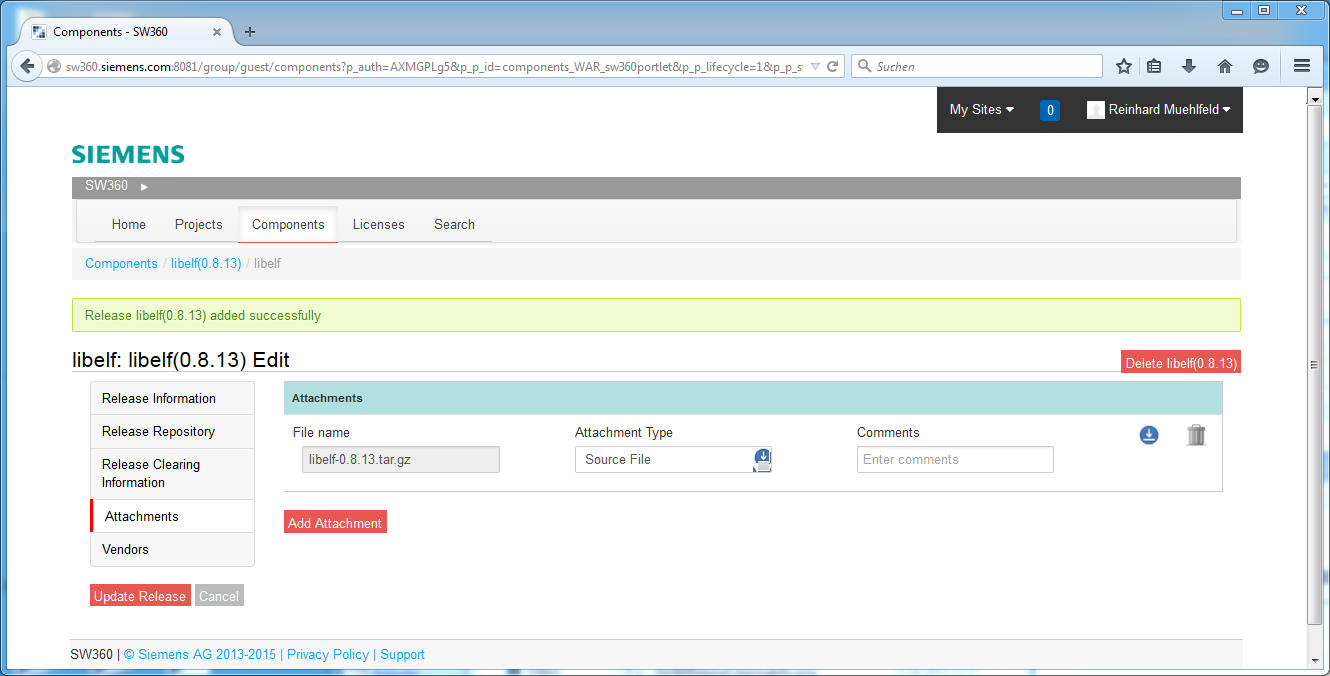 Components - SW360
sw360.siemens.com:8081/group/guest/components?p_auth=AXMGPLg5&p_p_id=components_WAR_sw360portlet&p_p_lifecycle=1&p_p_s
Suchen
My Sites 0 Reinhard Muehlfeld
SIEMENS
SW360
Home Projects Components Licenses Search
Components / libelf(0.8.13) / libelf
Release libelf(0.8.13) added successfully
libelf: libelf(0.8.13) Edit
Delete libelf(0.8.13)
Release Information
Release Repository
Release Clearing
Information
Attachments
Vendors
Attachments
File name Attachment Type Comments
libelf-0.8.13.tar.gz Source File Enter comments
Add Attachment
Update Release Cancel
SW360 | © Siemens AG 2013-2015 | Privacy Policy | Support